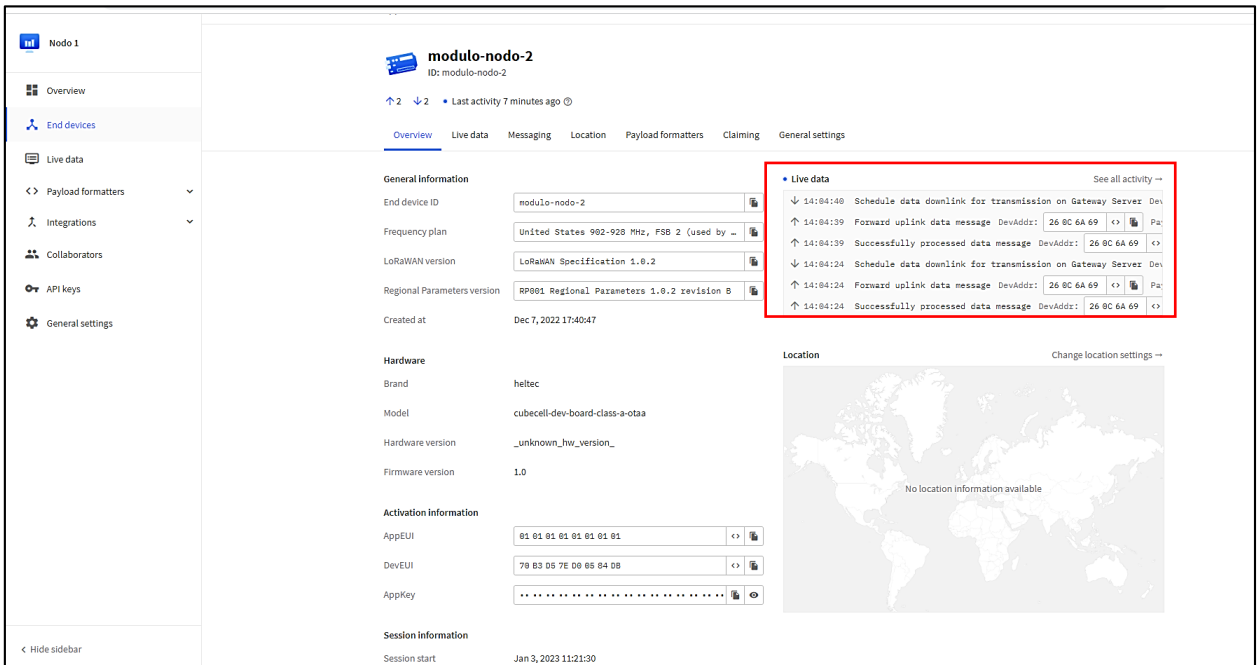 Nodo 1
Overview
End devices
Live data
Payload formatters
Integrations
Collaborators
API keys
General settings
Hide sidebar
modulo-nodo-2
ID: modulo-nodo-2
2 2 • Last activity 7 minutes ago
Overview Live data Messaging Location Payload formatters Claiming General settings
General information
End device ID modulo-nodo-2
Frequency plan United States 902-928 MHz, FSB 2 (used by …
LoRaWAN version LoRaWAN Specification 1.0.2
Regional Parameters version RP001 Regional Parameters 1.0.2 revision B
Created at Dec 7, 2022 17:40:47
Hardware
Brand heltec
Model cubecell-dev-board-class-a-otaa
Hardware version _unknown_hw_version_
Firmware version 1.0
Activation information
AppEUI 01 01 01 01 01 01 01 01
DevEUI 70 B3 D5 7E D0 05 84 DB
AppKey
Session information
Session start Jan 3, 2023 11:21:30
• Live data See all activity →
↓ 14:04:40 Schedule data downlink for transmission on Gateway Server Dev
↑ 14:04:39 Forward uplink data message DevAddr: 26 0C 6A 69 <> Pa
↑ 14:04:39 Successfully processed data message DevAddr: 26 0C 6A 69 <>
↓ 14:04:24 Schedule data downlink for transmission on Gateway Server Dev
↑ 14:04:24 Forward uplink data message DevAddr: 26 0C 6A 69 <> Pa
↑ 14:04:24 Successfully processed data message DevAddr: 26 0C 6A 69 <>
Location Change location settings →
No location information available